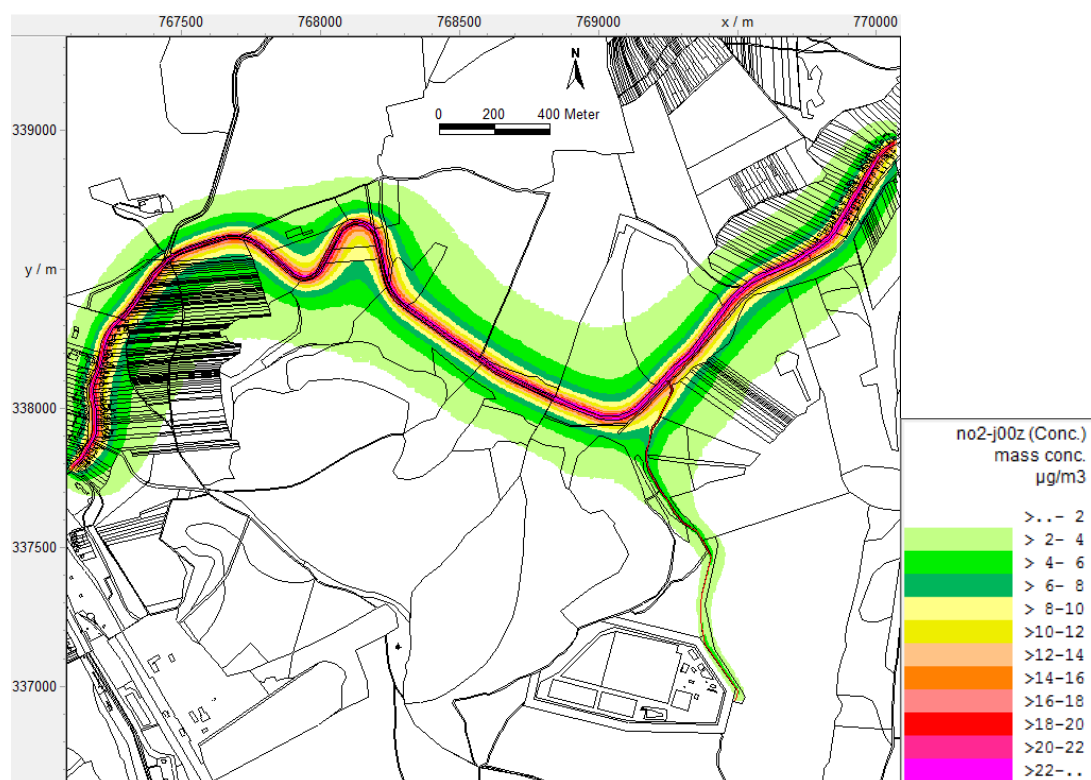 767500 768000 768500 769000 x / m 770000
N
0 200 400 Meter
339000
y / m
338000
337500
337000
no2-j00z (Conc.)
mass conc.
µg/m3
>..- 2
> 2- 4
> 4- 6
> 6- 8
> 8-10
>10-12
>12-14
>14-16
>16-18
>18-20
>20-22
>22-..